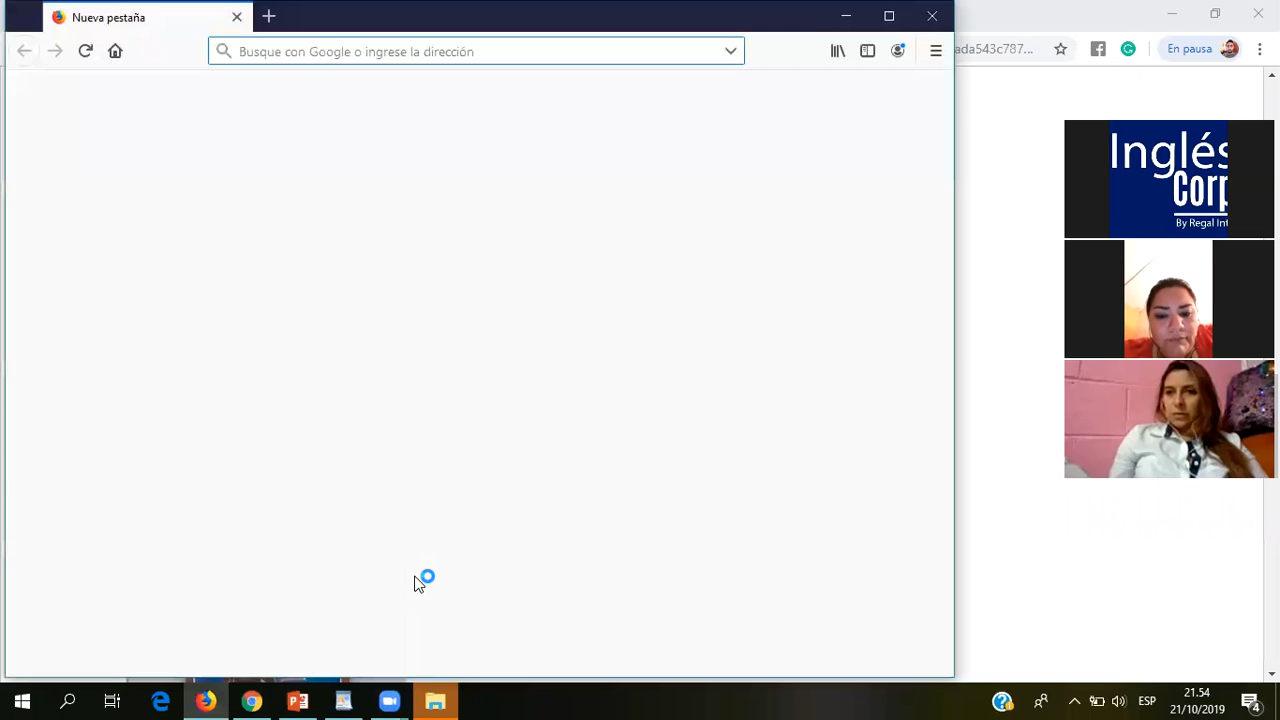 Nueva pestaña
Busque con Google o ingrese la dirección
ada543c787...
En pausa
Inglés
Corp
By Regal Int
ESP
21.54
21/10/2019
4